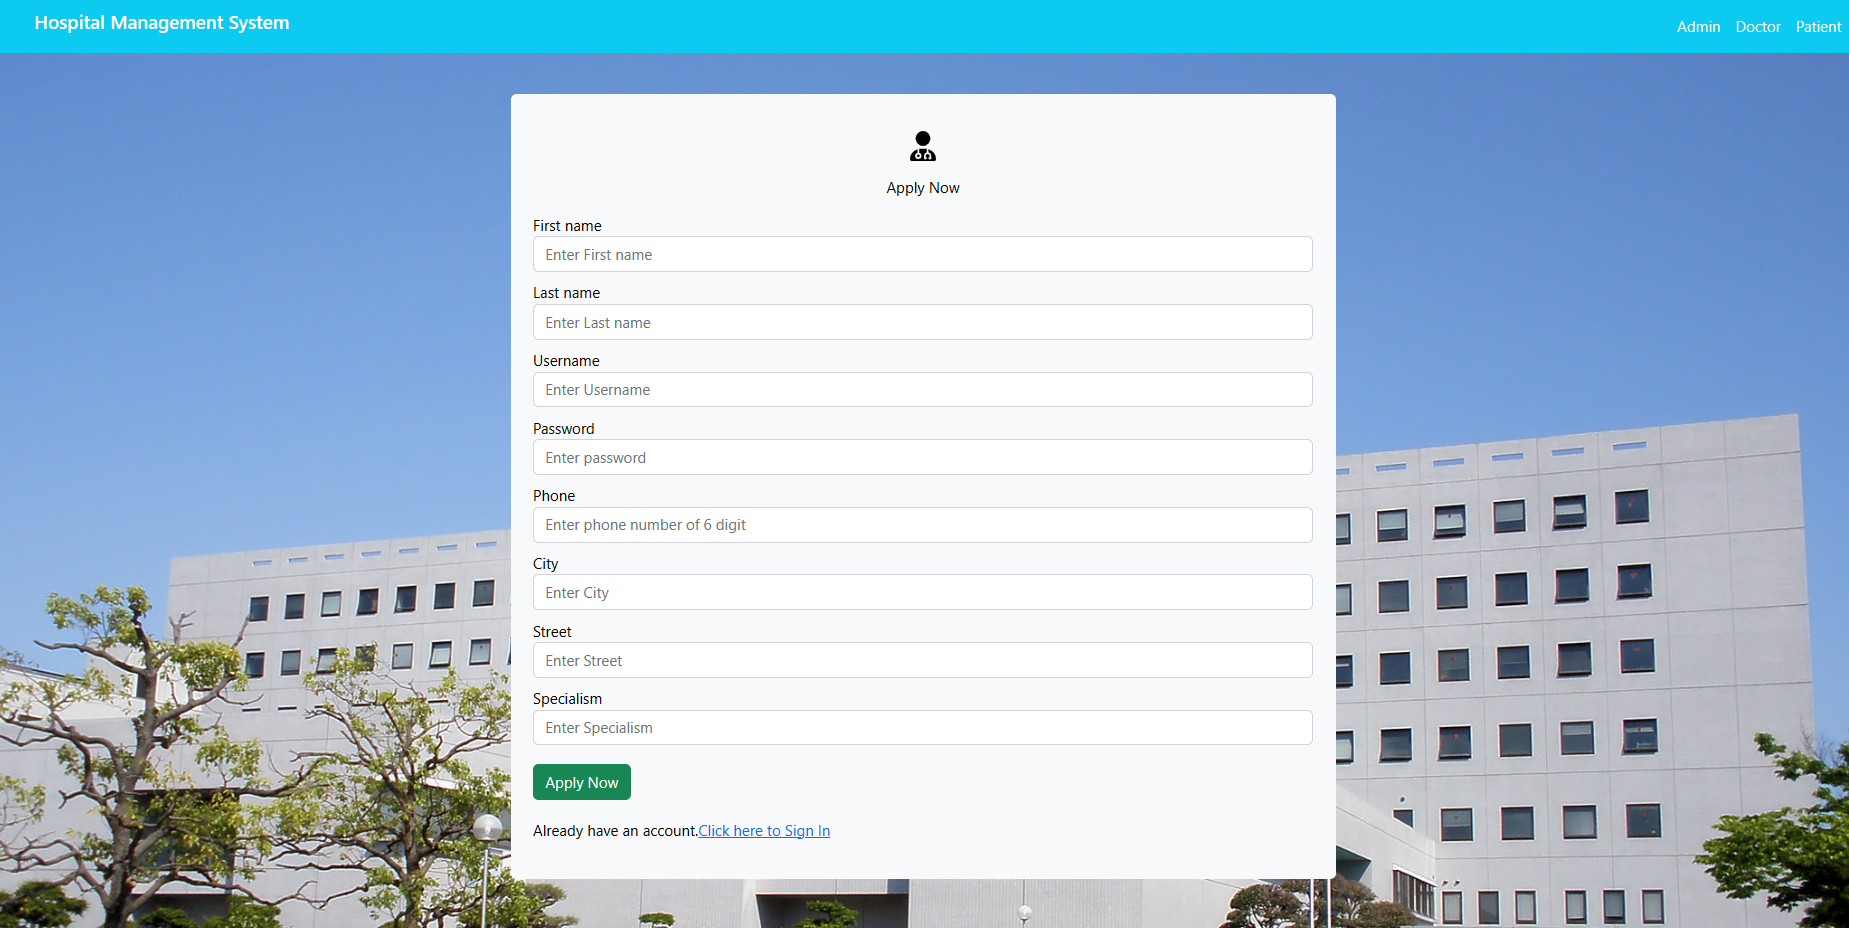 Hospital Management System
Admin Doctor Patient
Apply Now
First name
Enter First name
Last name
Enter Last name
Username
Enter Username
Password
Enter password
Phone
Enter phone number of 6 digit
City
Enter City
Street
Enter Street
Specialism
Enter Specialism
Apply Now
Already have an account.Click here to Sign In